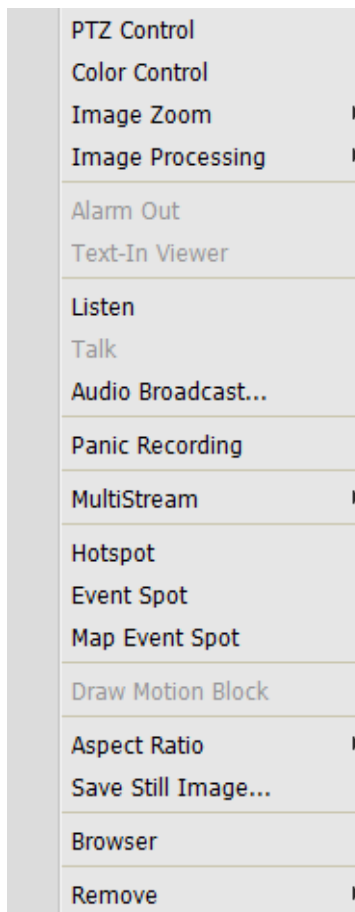 PTZ Control
Color Control
Image Zoom
Image Processing
Alarm Out
Text-In Viewer
Listen
Talk
Audio Broadcast...
Panic Recording
MultiStream
Hotspot
Event Spot
Map Event Spot
Draw Motion Block
Aspect Ratio
Save Still Image...
Browser
Remove